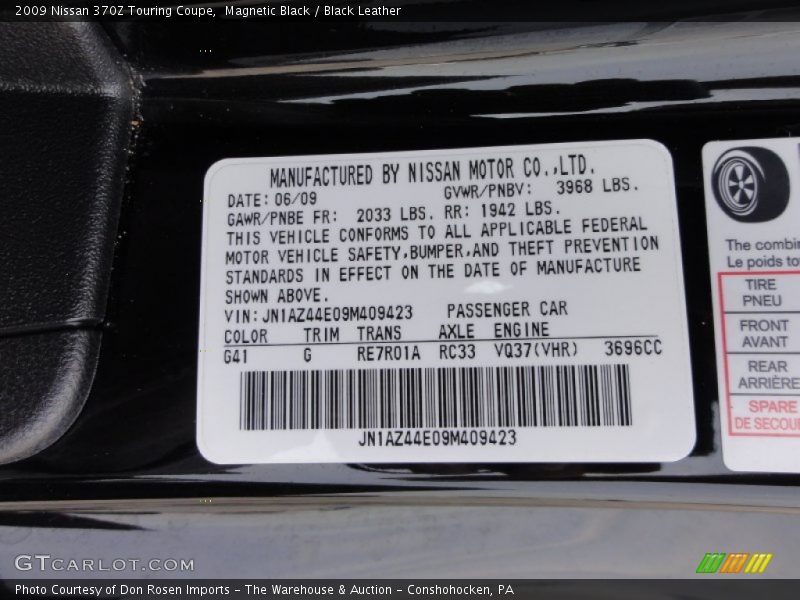 2009 Nissan 370Z Touring Coupe,  Magnetic Black / Black Leather
MANUFACTURED BY NISSAN MOTOR CO.,LTD.
DATE: 06/09 GVWR/PNBV: 3968 LBS.
GAWR/PNBE FR: 2033 LBS. RR: 1942 LBS.
THIS VEHICLE CONFORMS TO ALL APPLICABLE FEDERAL
MOTOR VEHICLE SAFETY,BUMPER,AND THEFT PREVENTION
STANDARDS IN EFFECT ON THE DATE OF MANUFACTURE
SHOWN ABOVE.
VIN: JN1AZ44E09M409423 PASSENGER CAR
COLOR TRIM TRANS AXLE ENGINE
G41 G RE7R01A RC33 VQ37(VHR) 3696CC
JN1AZ44E09M409423
The combin
Le poids to
TIRE
PNEU
FRONT
AVANT
REAR
ARRIÈRE
SPARE
DE SECOU
GTCARLOT.COM
Photo Courtesy of Don Rosen Imports - The Warehouse & Auction - Conshohocken, PA